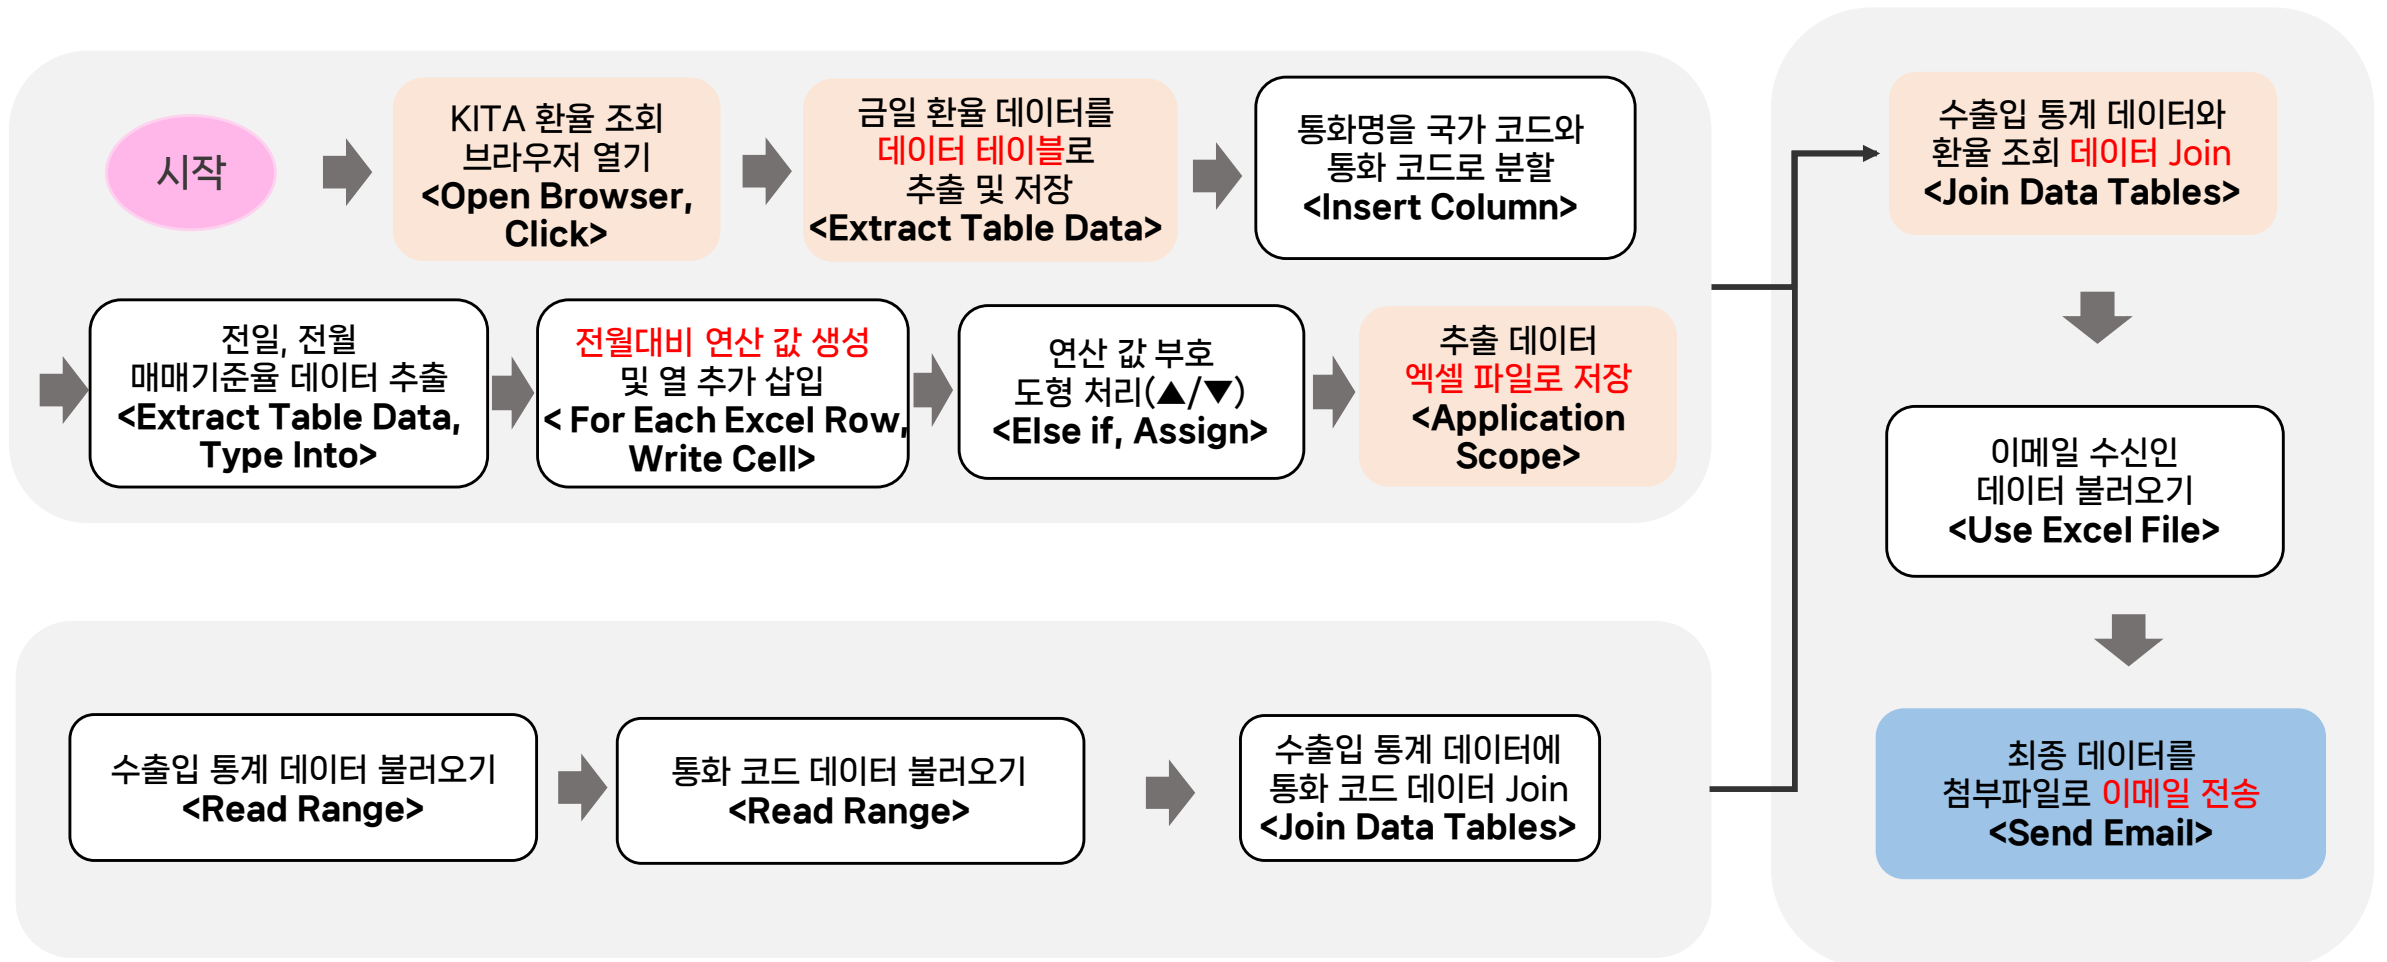 시작
KITA 환율 조회
브라우저 열기
<Open Browser,
Click>
금일 환율 데이터를
데이터 테이블로
추출 및 저장
<Extract Table Data>
통화명을 국가 코드와
통화 코드로 분할
<Insert Column>
전일, 전월
매매기준율 데이터 추출
<Extract Table Data,
Type Into>
전월대비 연산 값 생성
및 열 추가 삽입
< For Each Excel Row,
Write Cell>
연산 값 부호
도형 처리(▲/▼)
<Else if, Assign>
추출 데이터
엑셀 파일로 저장
<Application
Scope>
수출입 통계 데이터 불러오기
<Read Range>
통화 코드 데이터 불러오기
<Read Range>
수출입 통계 데이터에
통화 코드 데이터 Join
<Join Data Tables>
수출입 통계 데이터와
환율 조회 데이터 Join
<Join Data Tables>
이메일 수신인
데이터 불러오기
<Use Excel File>
최종 데이터를
첨부파일로 이메일 전송
<Send Email>